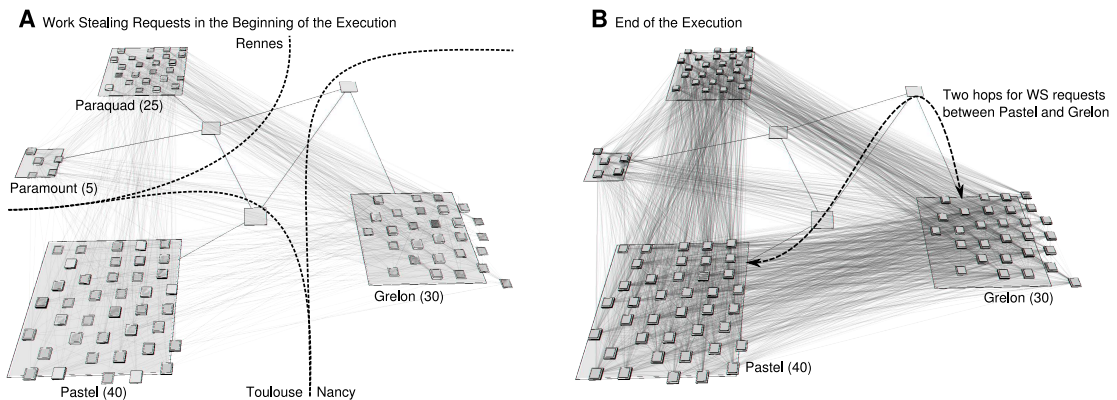 A Work Stealing Requests in the Beginning of the Execution
Rennes
Paraquad (25)
Paramount (5)
Grelon (30)
Pastel (40)
Toulouse
Nancy
B End of the Execution
Two hops for WS requests
between Pastel and Grelon
Grelon (30)
Pastel (40)